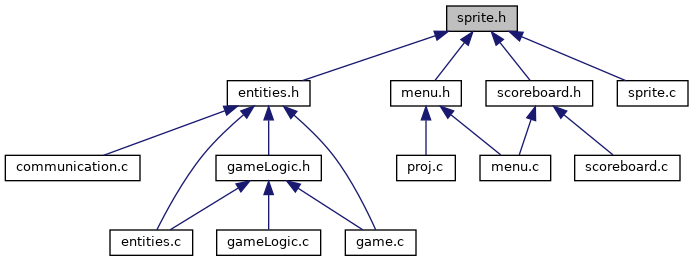 sprite.h
entities.h
menu.h
scoreboard.h
sprite.c
communication.c
gameLogic.h
proj.c
menu.c
scoreboard.c
entities.c
gameLogic.c
game.c